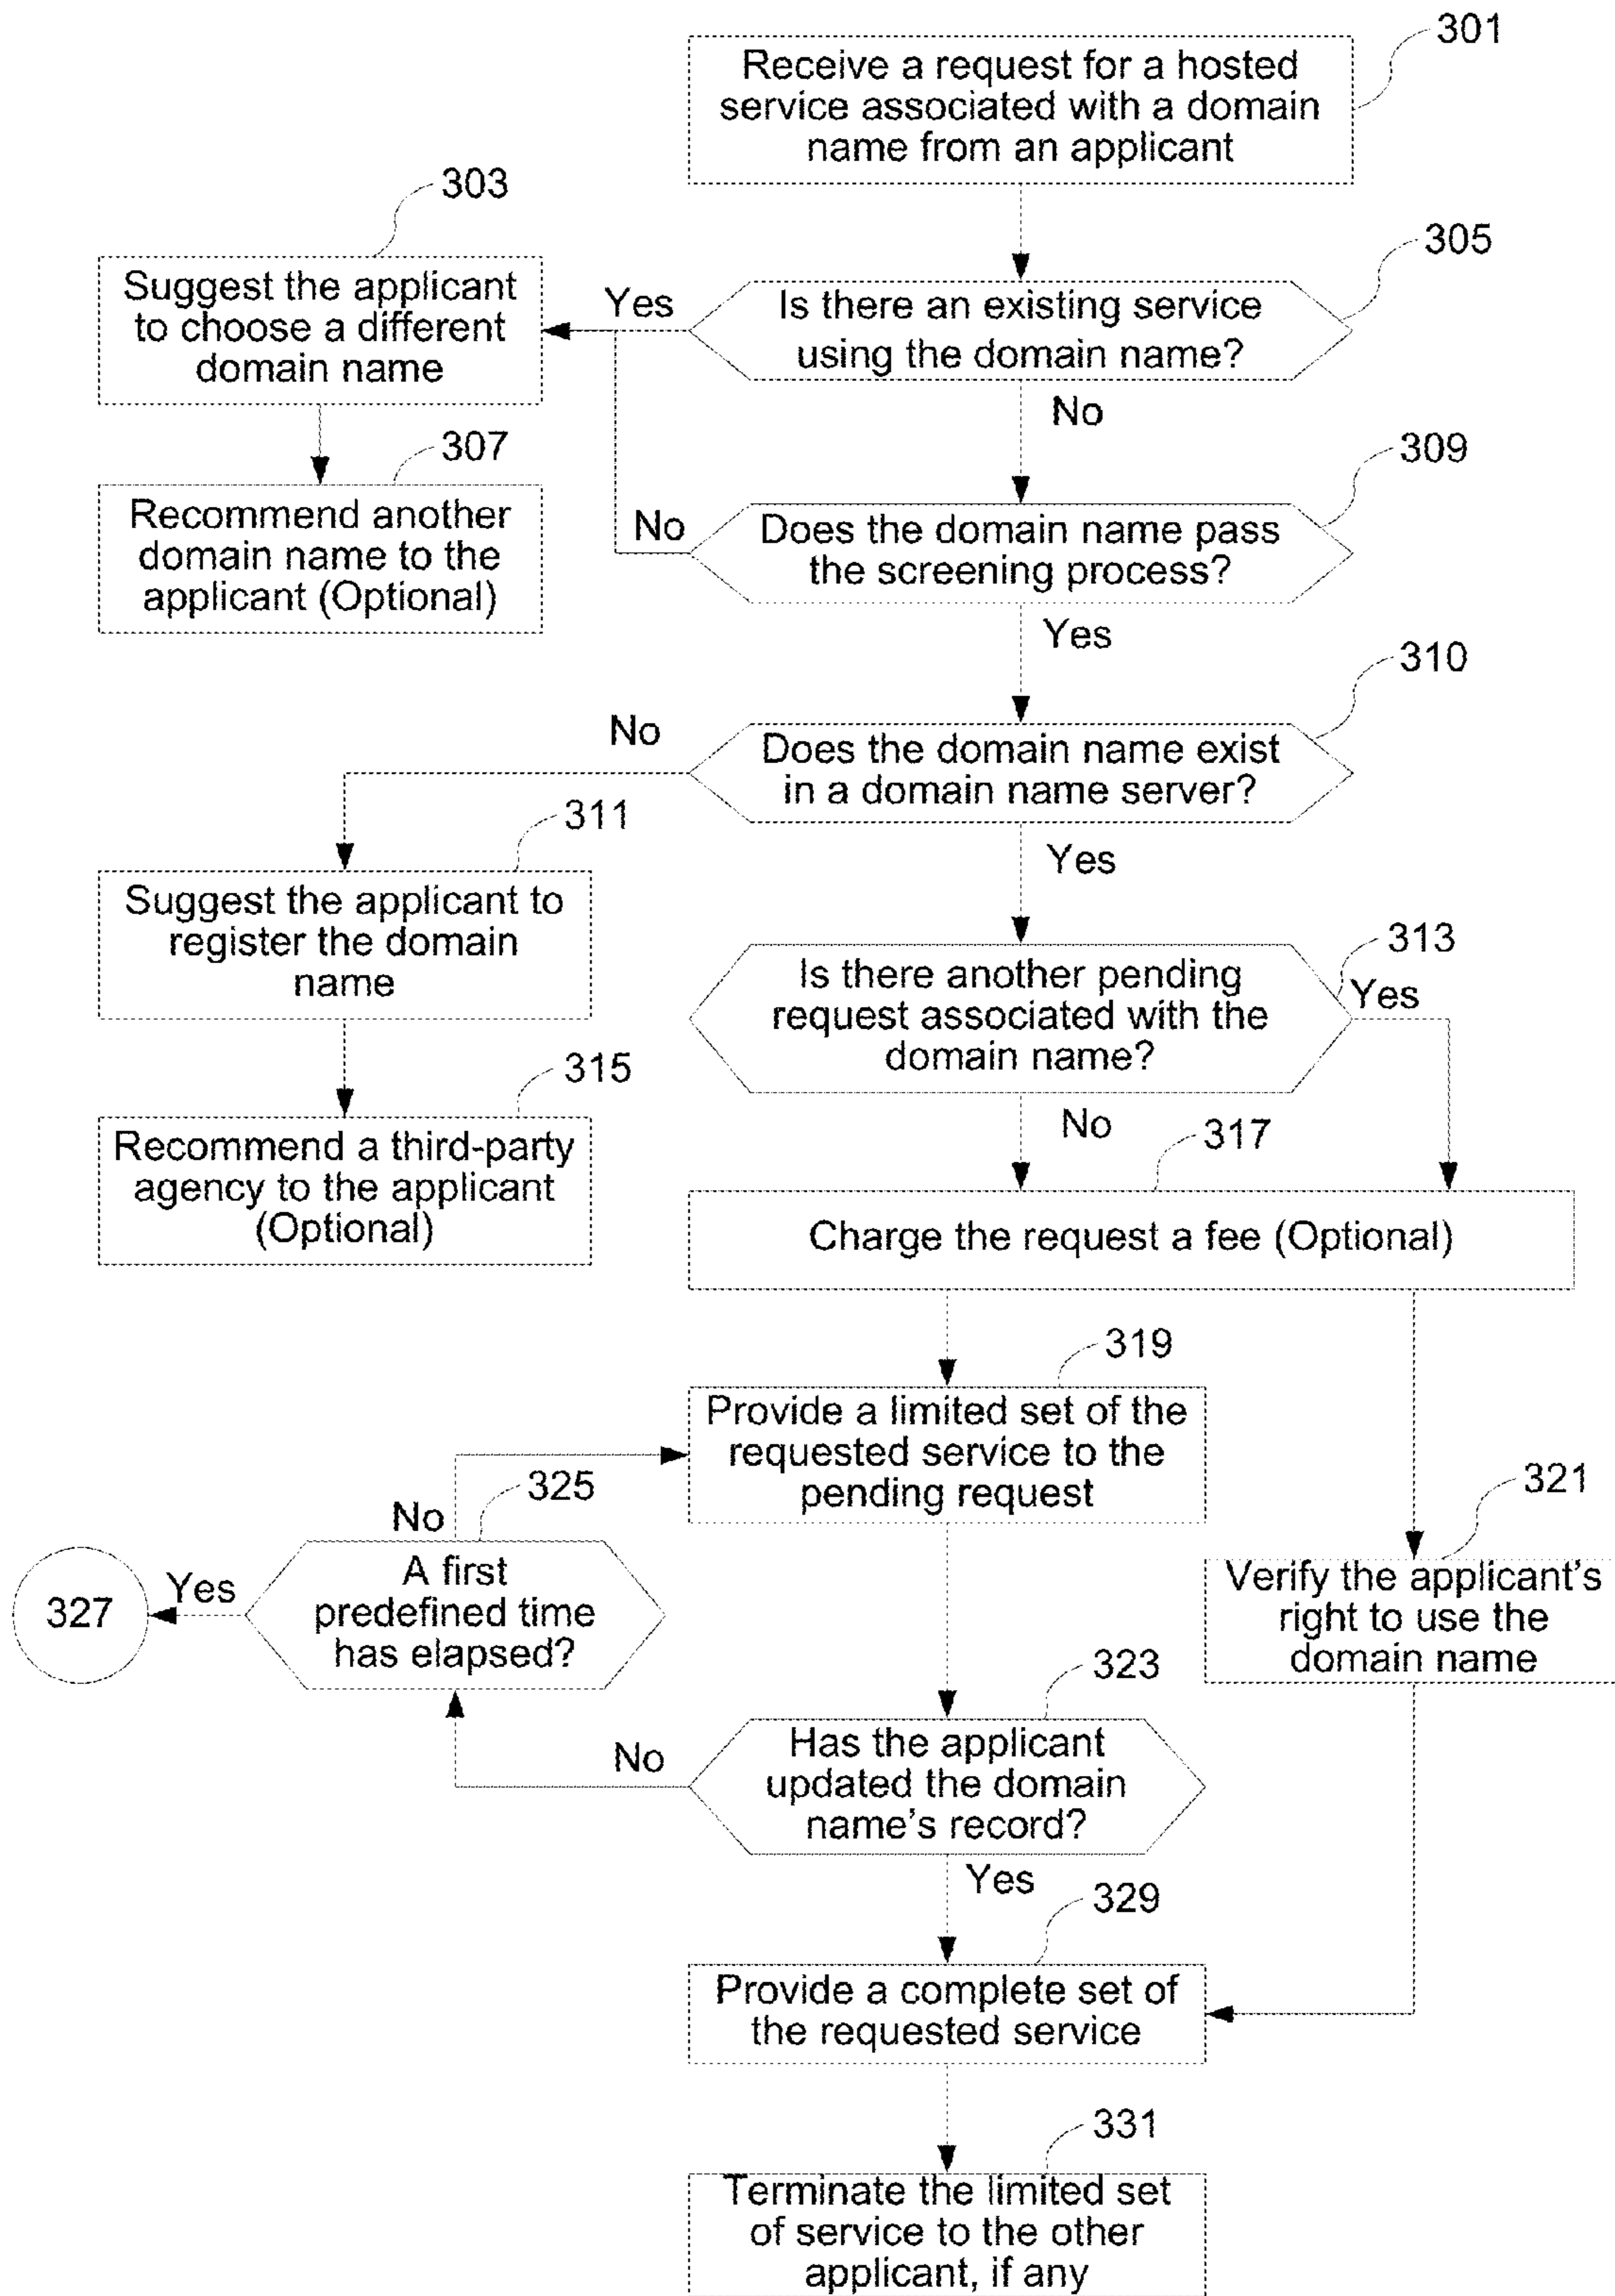 301
Receive a request for a hosted
service associated with a domain
name from an applicant
303
305
Suggest the applicant
to choose a different
domain name
Yes
Is there an existing service
using the domain name?
No
307
309
Recommend another
domain name to the
applicant (Optional)
No
Does the domain name pass
the screening process?
Yes
310
No
Does the domain name exist
in a domain name server?
311
Yes
Suggest the applicant to
register the domain
name
313
Is there another pending
request associated with the
domain name?
Yes
315
No
317
Recommend a third-party
agency to the applicant
(Optional)
Charge the request a fee (Optional)
319
Provide a limited set of the
requested service to the
pending request
321
325
No
A first
predefined time
has elapsed?
Yes
327
Verify the applicant's
right to use the
domain name
323
Has the applicant
updated the domain
name's record?
No
Yes
329
Provide a complete set of
the requested service
331
Terminate the limited set
of service to the other
applicant, if any